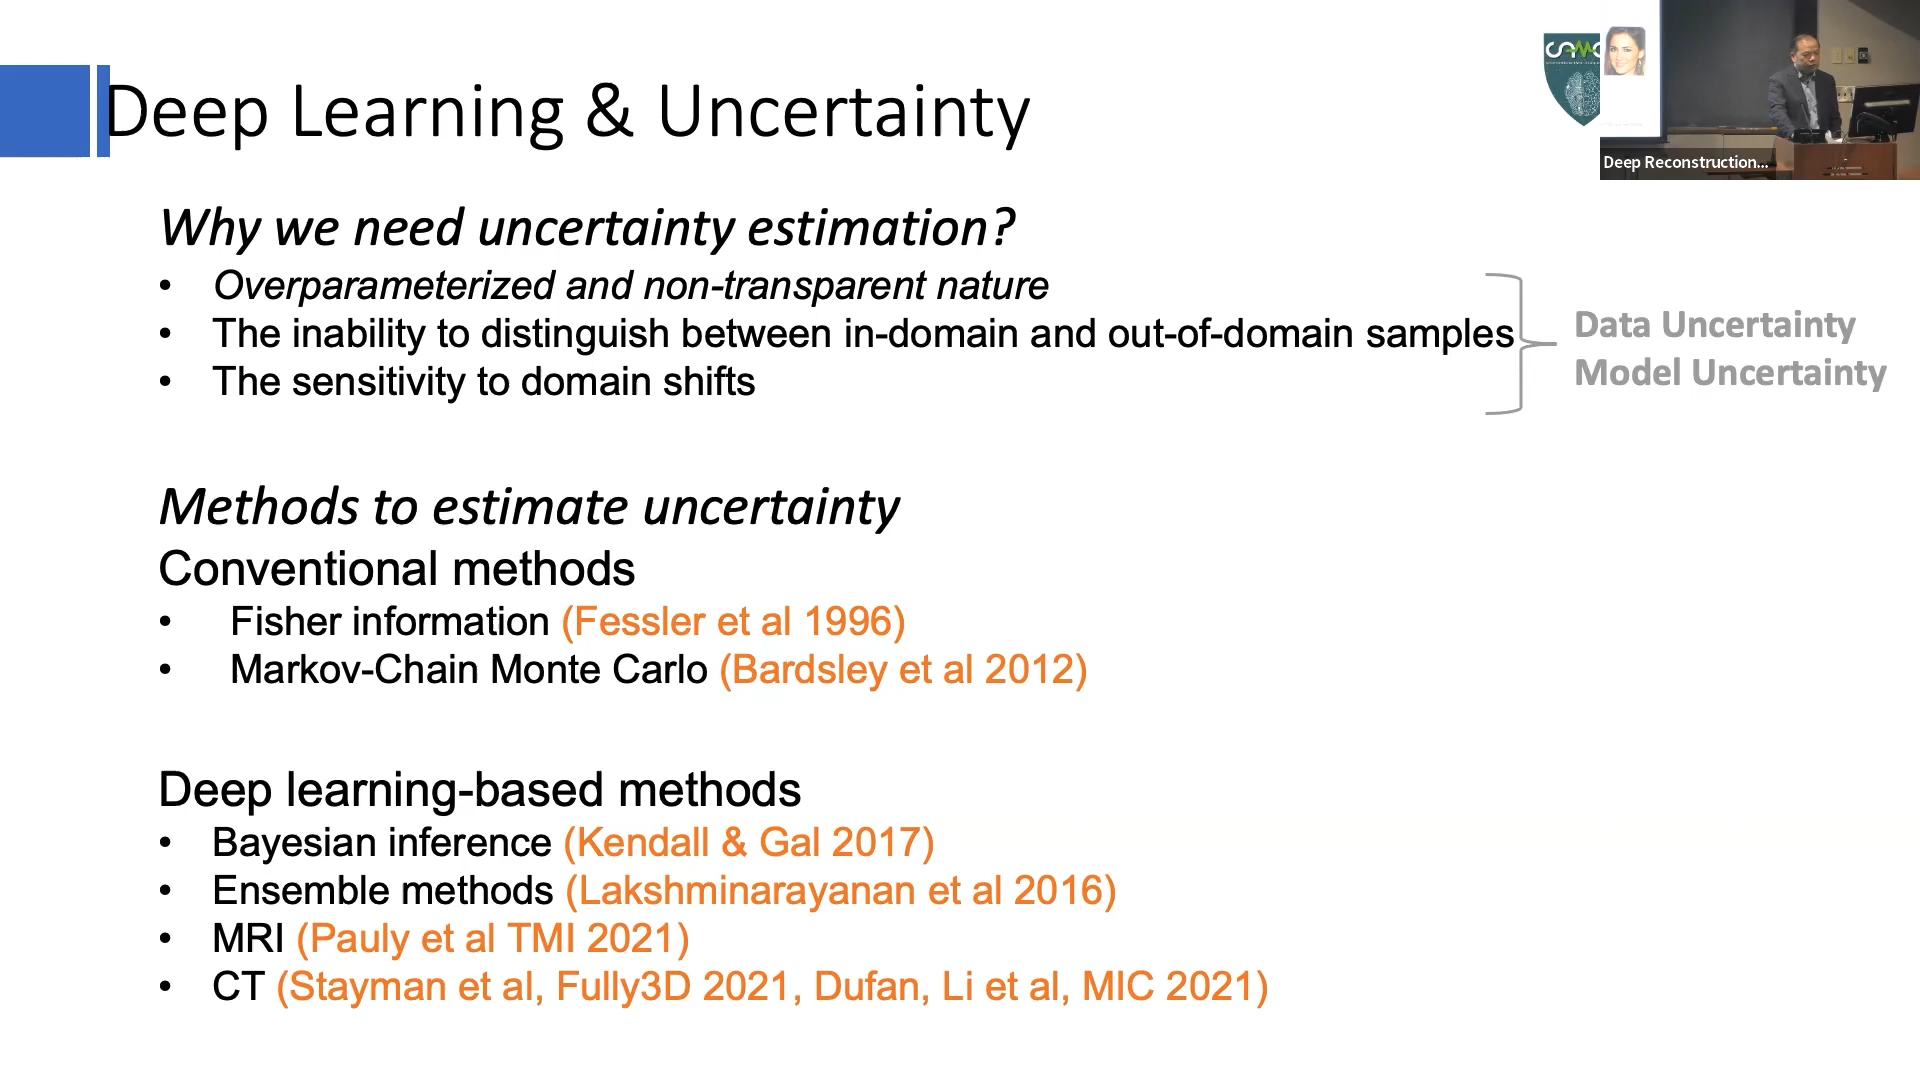 Deep Learning & Uncertainty
Deep Reconstruction...
Why we need uncertainty estimation?
• Overparameterized and non-transparent nature
• The inability to distinguish between in-domain and out-of-domain samples
• The sensitivity to domain shifts
Data Uncertainty
Model Uncertainty
Methods to estimate uncertainty
Conventional methods
• Fisher information (Fessler et al 1996)
• Markov-Chain Monte Carlo (Bardsley et al 2012)
Deep learning-based methods
• Bayesian inference (Kendall & Gal 2017)
• Ensemble methods (Lakshminarayanan et al 2016)
• MRI (Pauly et al TMI 2021)
• CT (Stayman et al, Fully3D 2021, Dufan, Li et al, MIC 2021)